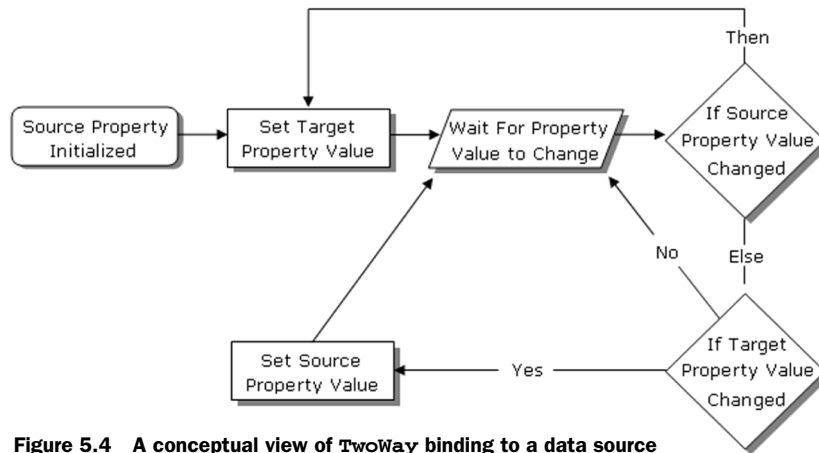 Then
Source Property
Initialized
Set Target
Property Value
Wait For Property
Value to Change
If Source
Property Value
Changed
No
Else
Set Source
Property Value
Yes
If Target
Property Value
Changed
Figure 5.4 A conceptual view of TwoWay binding to a data source